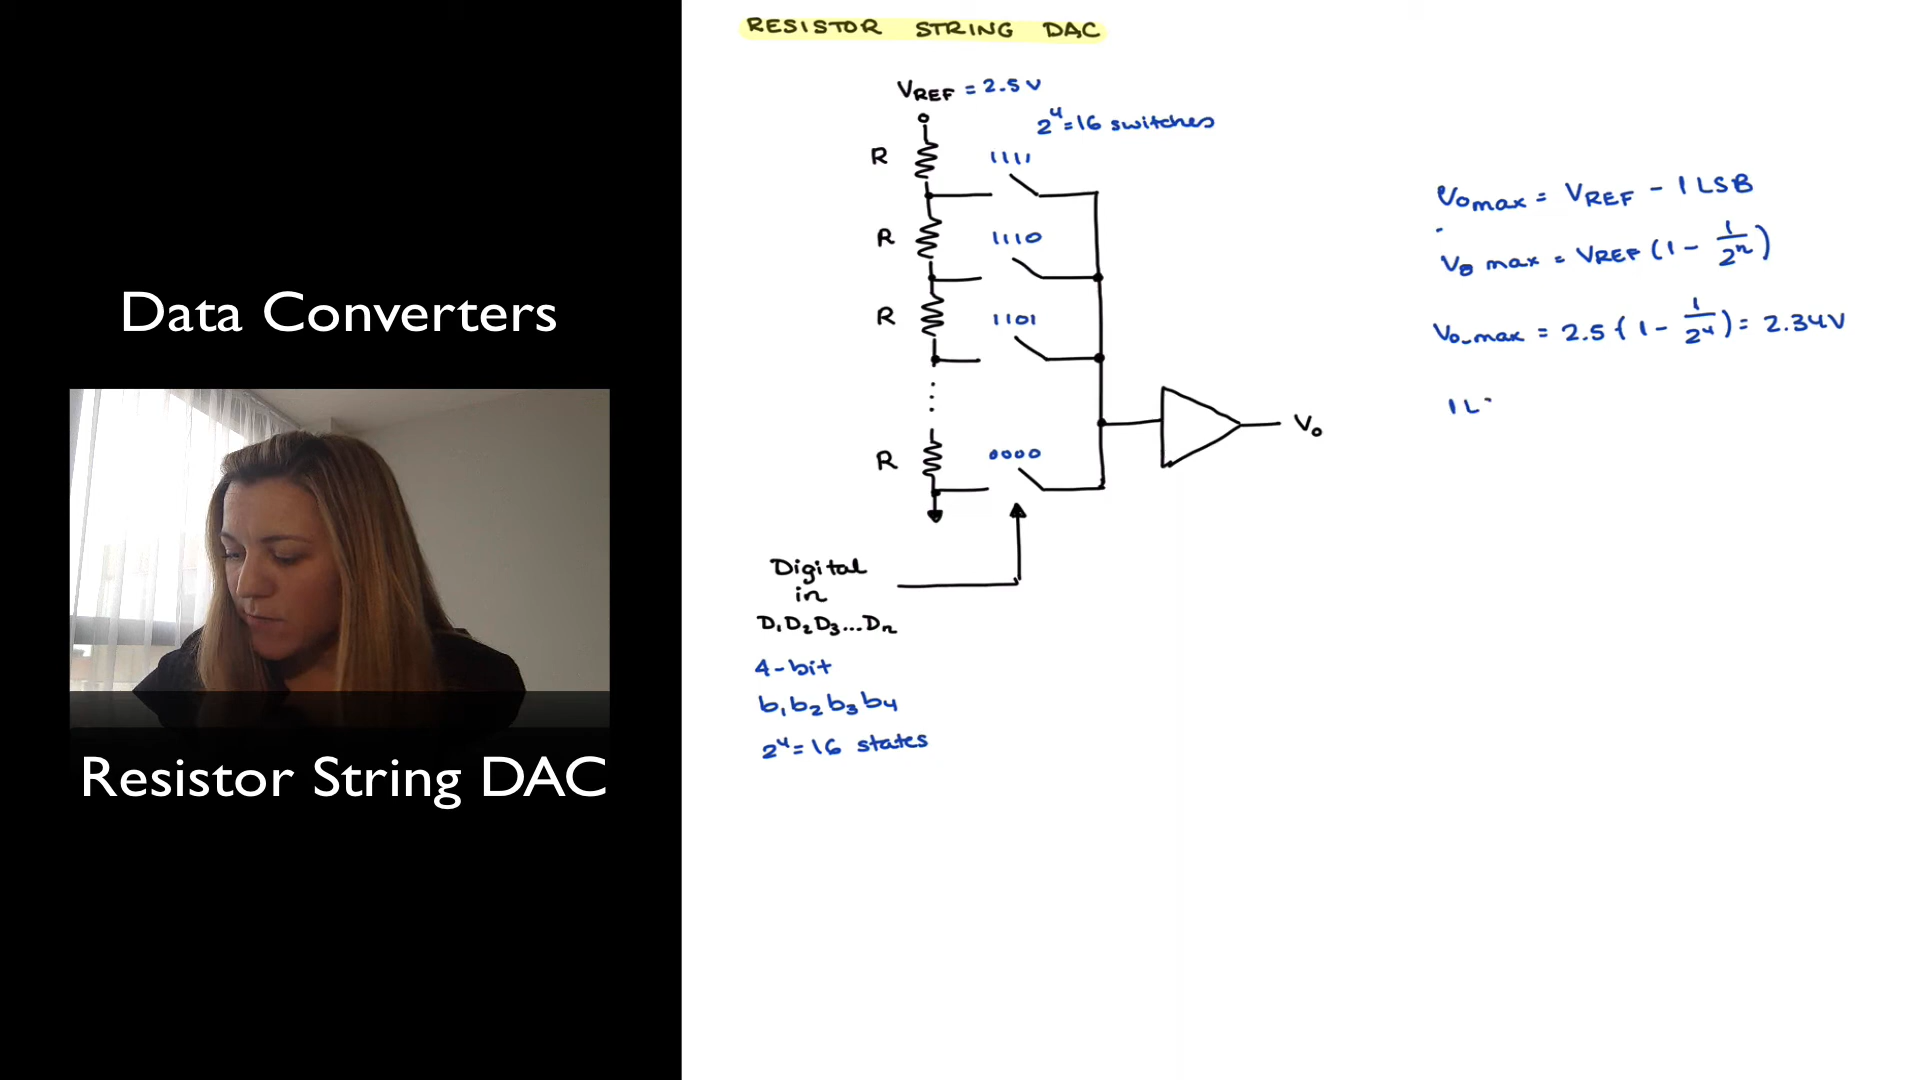 Data Converters
Resistor String DAC
RESISTOR STRING DAC
VREF = 2.5 V
2⁴=16 switches
R
1111
R
1110
R
1101
R
0000
V₀
Digital
in
D₁D₂D₃...Dₙ
4-bit
b₁b₂b₃b₄
2⁴=16 states
Vomax = VREF - 1 LSB
Vo max = VREF (1 - 1/2ⁿ)
Vo_max = 2.5 (1 - 1/2⁴) = 2.34V
1 L